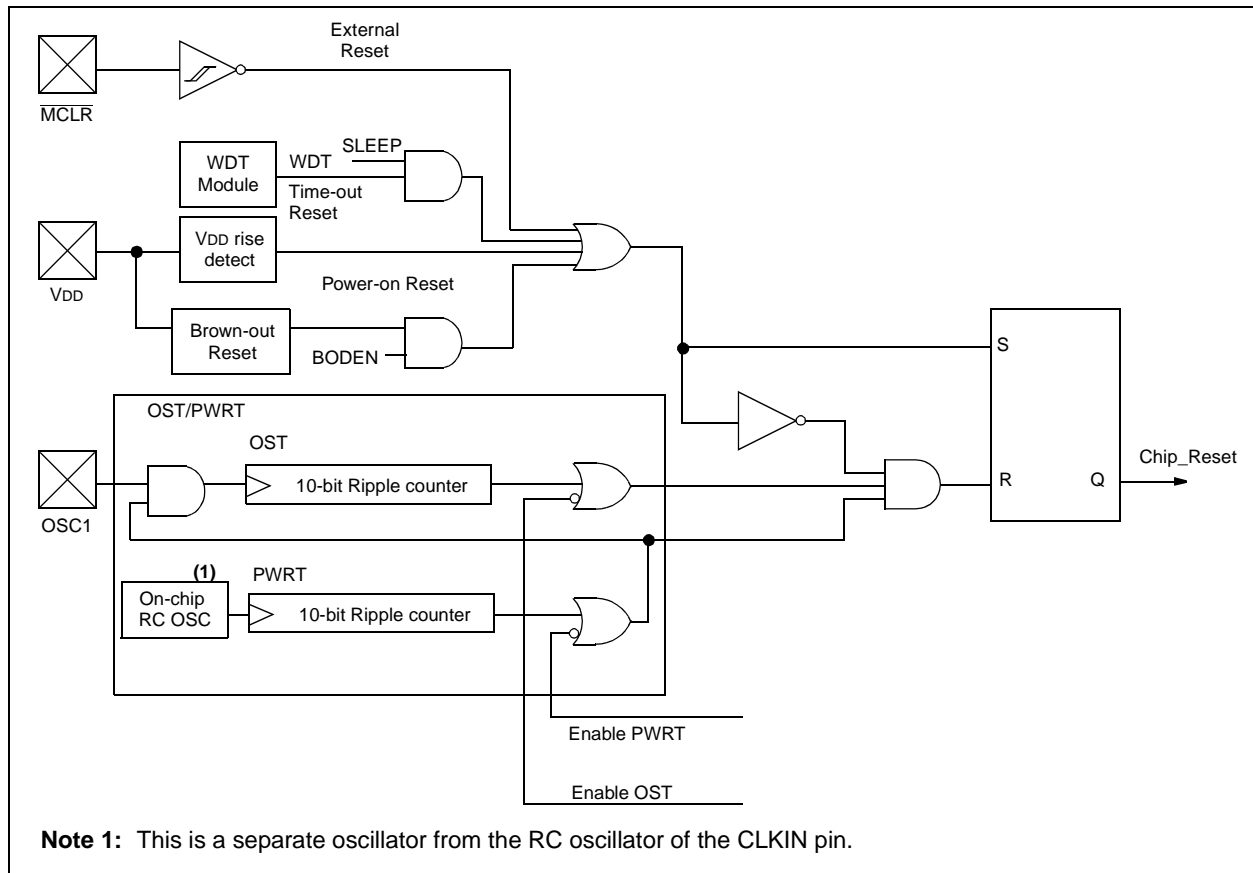 External
Reset
MCLR
SLEEP
WDT
Module
WDT
Time-out
Reset
VDD rise
detect
VDD
Power-on Reset
Brown-out
Reset
BODEN
S
OST/PWRT
OST
10-bit Ripple counter
OSC1
Chip_Reset
R
Q
(1)
PWRT
On-chip
RC OSC
10-bit Ripple counter
Enable PWRT
Enable OST
Note 1: This is a separate oscillator from the RC oscillator of the CLKIN pin.